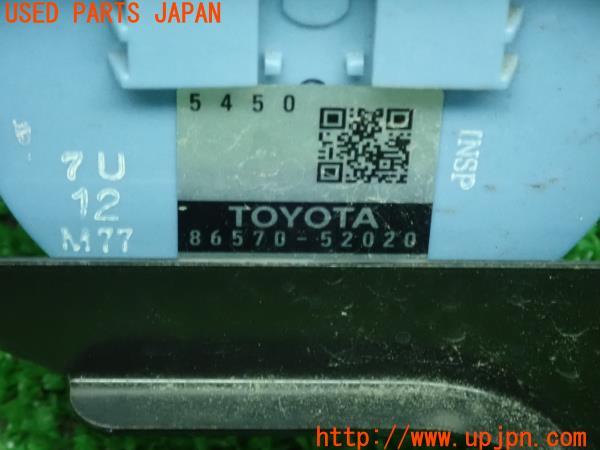 USED PARTS JAPAN
5450
7U
12
M77
INSP
TOYOTA
86570-52020
http://www.upjpn.com/